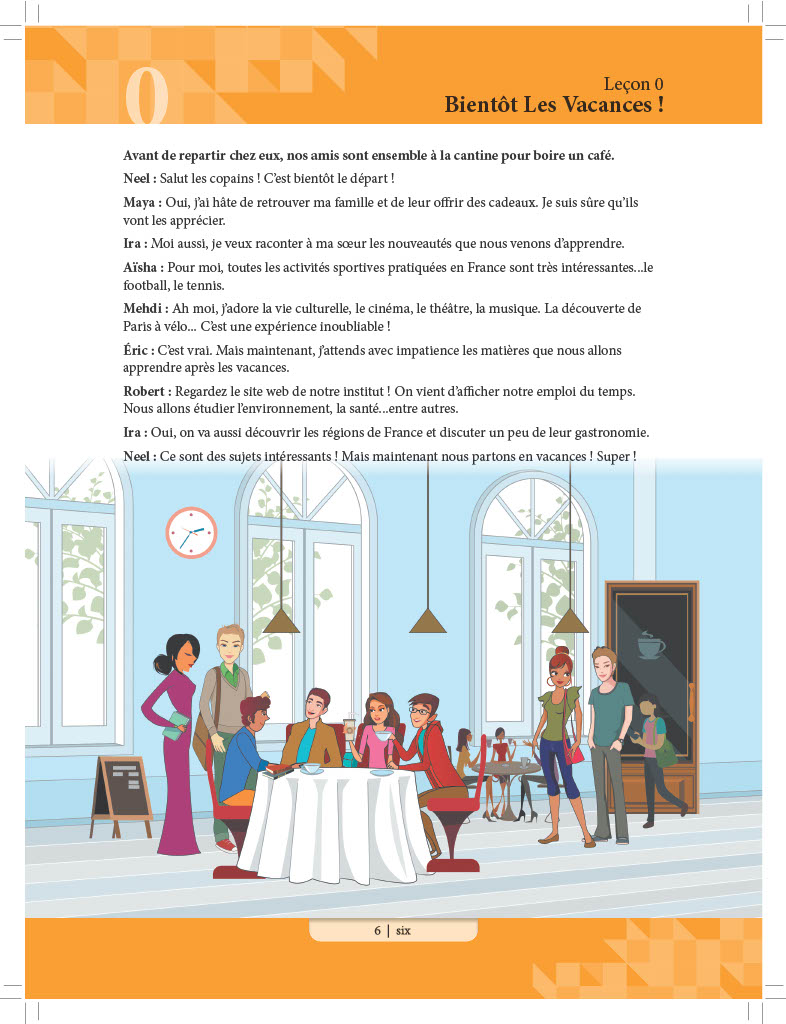 0
Leçon 0
Bientôt Les Vacances !
Avant de repartir chez eux, nos amis sont ensemble à la cantine pour boire un café.
Neel : Salut les copains ! C’est bientôt le départ !
Maya : Oui, j’ai hâte de retrouver ma famille et de leur offrir des cadeaux. Je suis sûre qu’ils
vont les apprécier.
Ira : Moi aussi, je veux raconter à ma sœur les nouveautés que nous venons d’apprendre.
Aïsha : Pour moi, toutes les activités sportives pratiquées en France sont très intéressantes...le
football, le tennis.
Mehdi : Ah moi, j’adore la vie culturelle, le cinéma, le théâtre, la musique. La découverte de
Paris à vélo... C’est une expérience inoubliable !
Éric : C’est vrai. Mais maintenant, j’attends avec impatience les matières que nous allons
apprendre après les vacances.
Robert : Regardez le site web de notre institut ! On vient d’afficher notre emploi du temps.
Nous allons étudier l’environnement, la santé...entre autres.
Ira : Oui, on va aussi découvrir les régions de France et discuter un peu de leur gastronomie.
Neel : Ce sont des sujets intéressants ! Mais maintenant nous partons en vacances ! Super !
6 | six